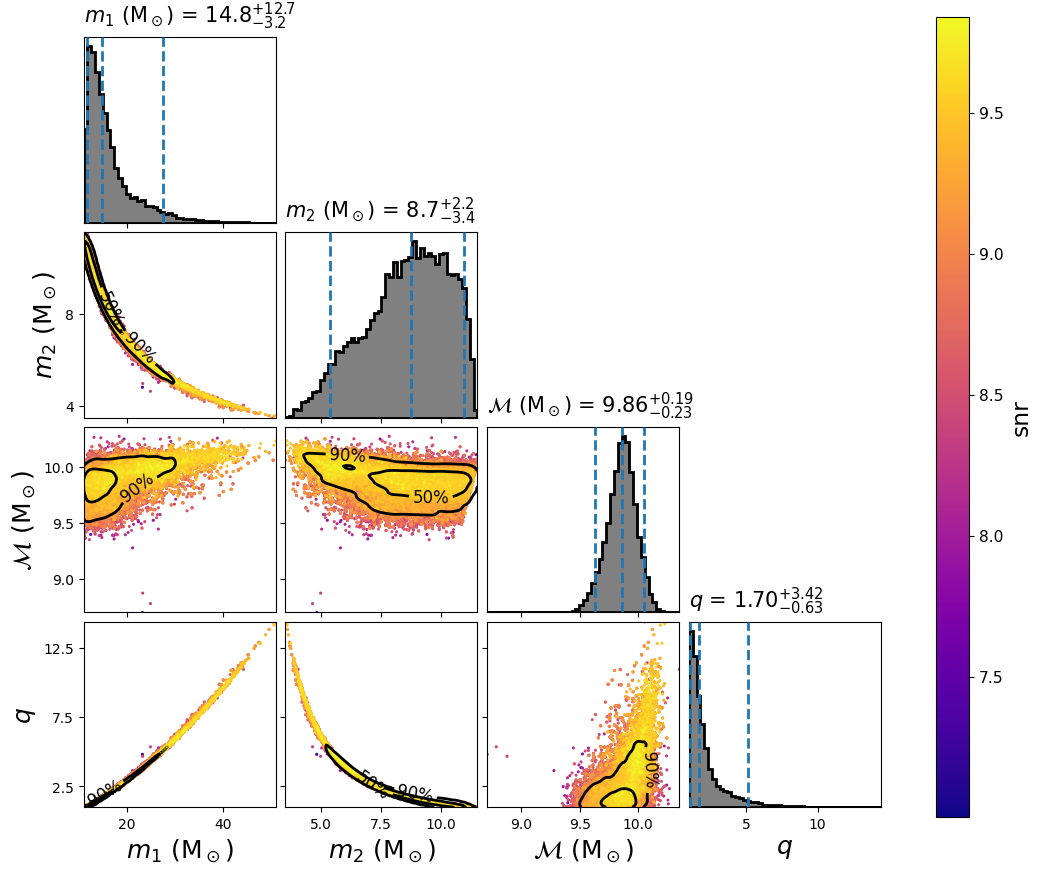 m₁ (M⊙) = 14.8⁺¹²·⁷₋₃.₂
m₂ (M⊙) = 8.7⁺²·²₋₃.₄
ℳ (M⊙) = 9.86⁺⁰·¹⁹₋₀.₂₃
q = 1.70⁺³·⁴²₋₀.₆₃
m₂ (M⊙)
8
4
50%
90%
ℳ (M⊙)
10.0
9.5
9.0
90%
90%
50%
q
12.5
7.5
2.5
90%
50%
90%
90%
20 40
5.0 7.5 10.0
9.0 9.5 10.0
5 10
m₁ (M⊙)
m₂ (M⊙)
ℳ (M⊙)
q
9.5
9.0
8.5
8.0
7.5
snr